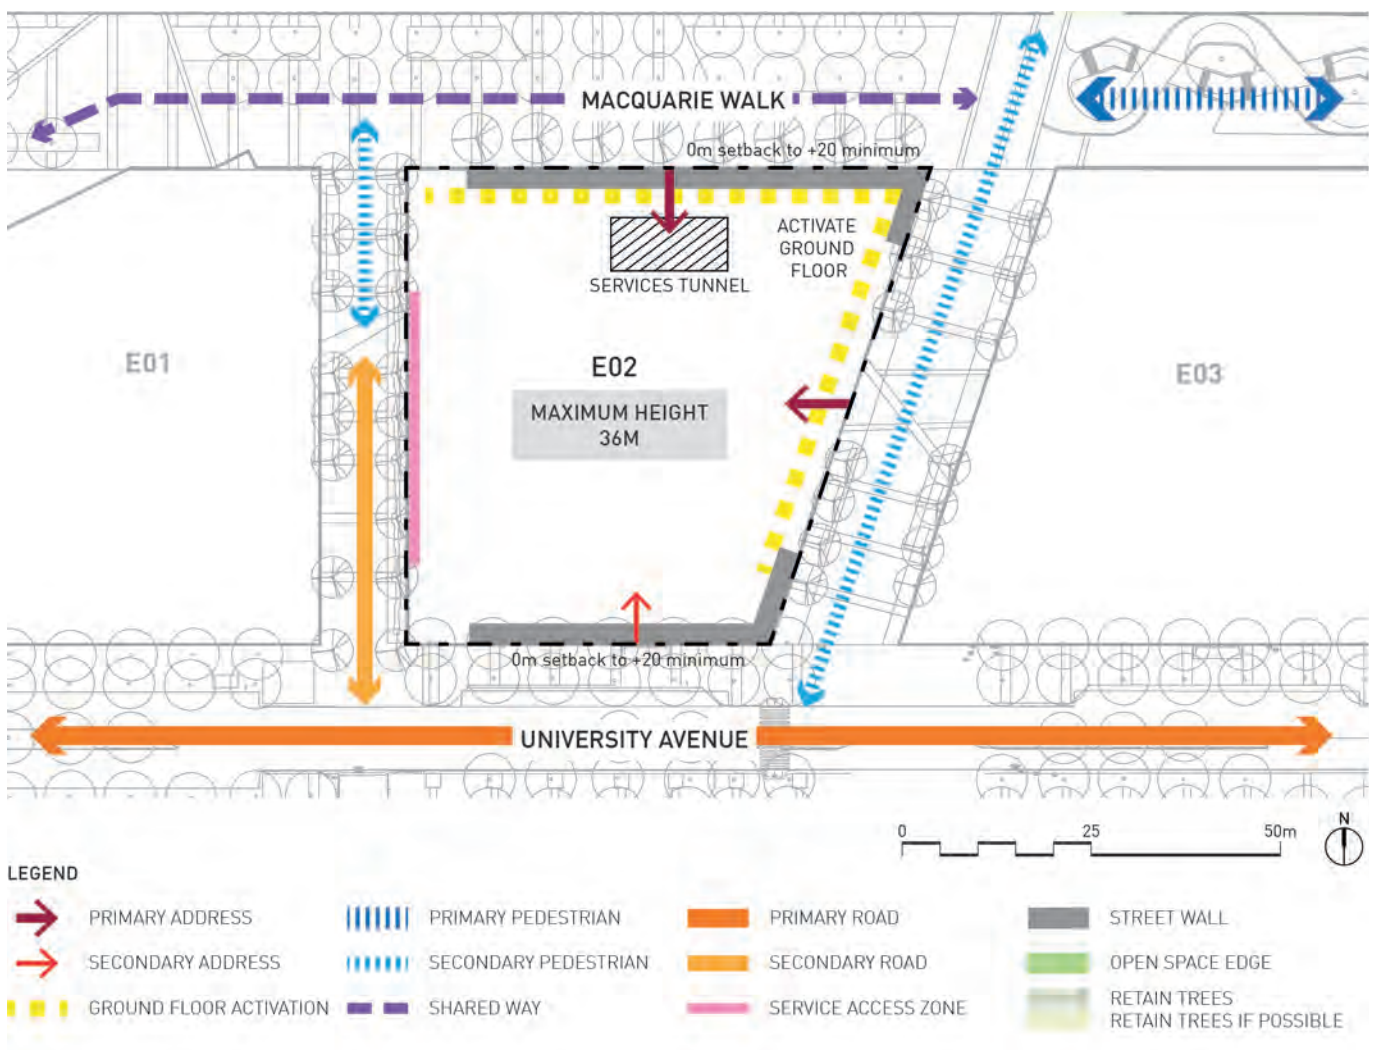 MACQUARIE WALK
0m setback to +20 minimum
ACTIVATE
GROUND
FLOOR
SERVICES TUNNEL
E01
E02
E03
MAXIMUM HEIGHT
36M
0m setback to +20 minimum
UNIVERSITY AVENUE
0 25 50m
N
LEGEND
PRIMARY ADDRESS
PRIMARY PEDESTRIAN
PRIMARY ROAD
STREET WALL
SECONDARY ADDRESS
SECONDARY PEDESTRIAN
SECONDARY ROAD
OPEN SPACE EDGE
GROUND FLOOR ACTIVATION
SHARED WAY
SERVICE ACCESS ZONE
RETAIN TREES
RETAIN TREES IF POSSIBLE